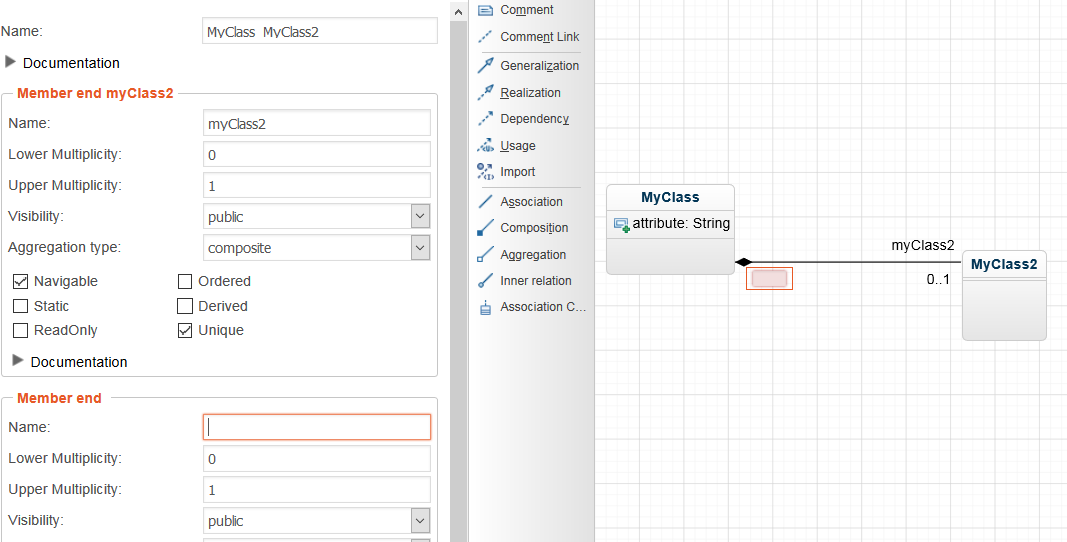 Name:
MyClass MyClass2
Documentation
Member end myClass2
Name:
myClass2
Lower Multiplicity:
0
Upper Multiplicity:
1
Visibility:
public
Aggregation type:
composite
Navigable
Ordered
Static
Derived
ReadOnly
Unique
Documentation
Member end
Name:
Lower Multiplicity:
0
Upper Multiplicity:
1
Visibility:
public
Comment
Comment Link
Generalization
Realization
Dependency
Usage
Import
Association
Composition
Aggregation
Inner relation
Association C...
MyClass
attribute: String
myClass2
0..1
MyClass2